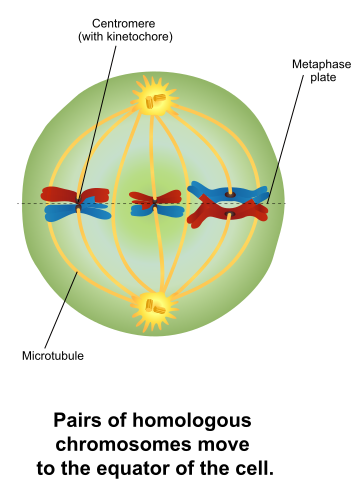 Centromere
(with kinetochore)
Metaphase
plate
Microtubule
Pairs of homologous
chromosomes move
to the equator of the cell.